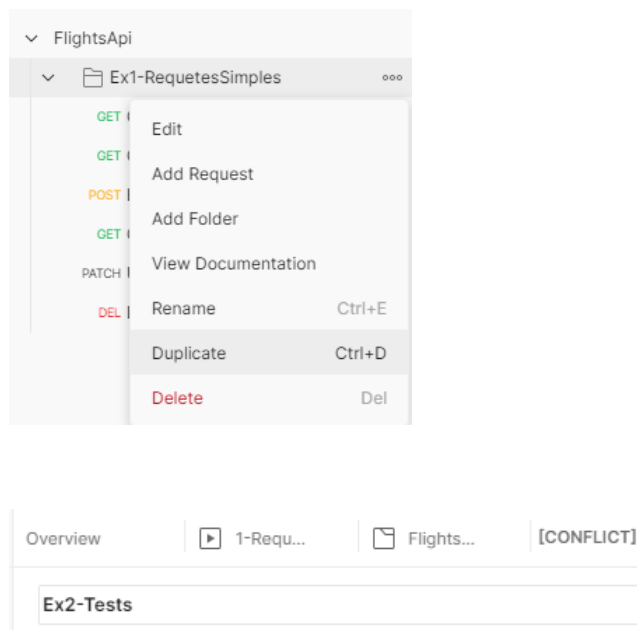 FlightsApi
Ex1-RequetesSimples
GET
GET
POST
GET
PATCH
DEL
Edit
Add Request
Add Folder
View Documentation
Rename Ctrl+E
Duplicate Ctrl+D
Delete Del
Overview 1-Requ... Flights... [CONFLICT]
Ex2-Tests